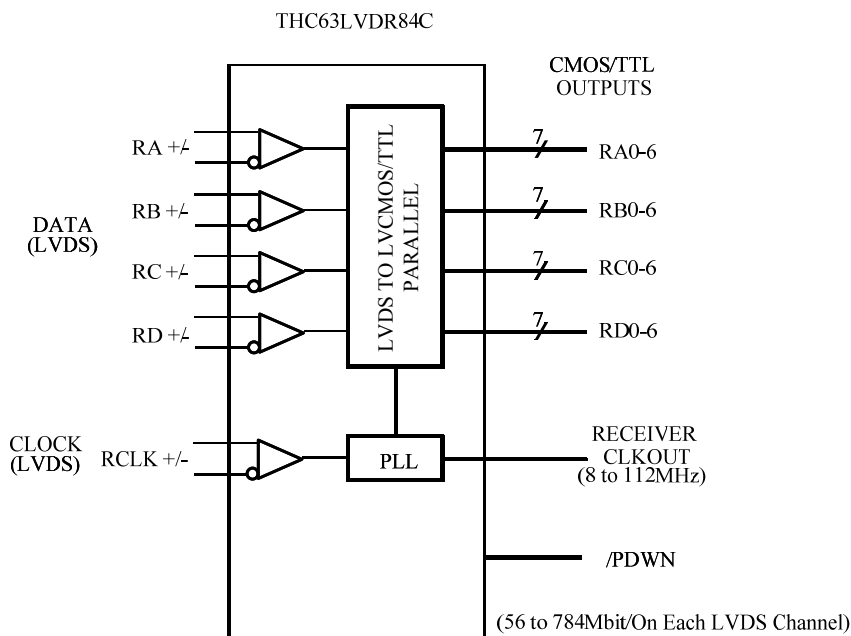 THC63LVDR84C
CMOS/TTL
OUTPUTS
DATA
(LVDS)
RA +/-
RB +/-
RC +/-
RD +/-
LVDS TO LVCMOS/TTL
PARALLEL
7
RA0-6
7
RB0-6
7
RC0-6
7
RD0-6
CLOCK
(LVDS)
RCLK +/-
PLL
RECEIVER
CLKOUT
(8 to 112MHz)
/PDWN
(56 to 784Mbit/On Each LVDS Channel)